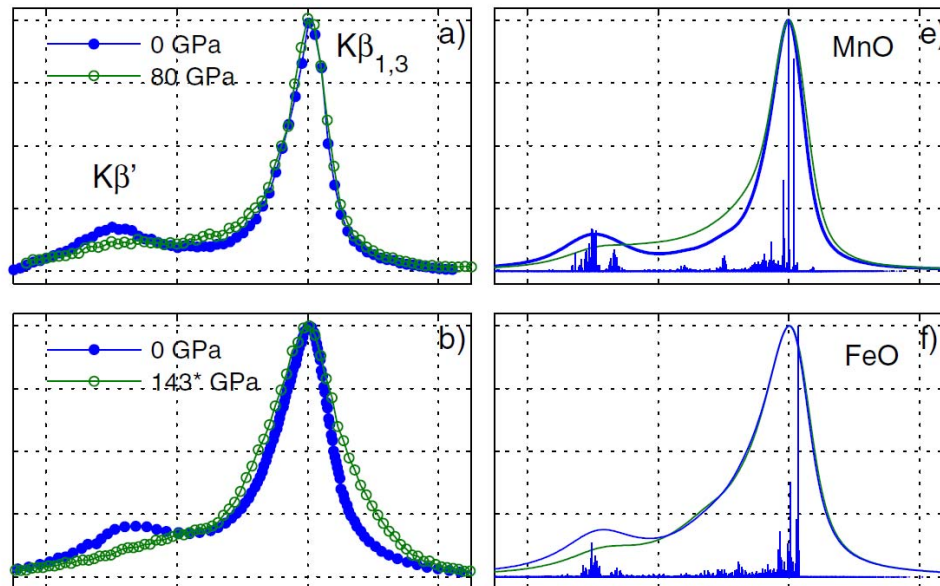 a)
0 GPa
80 GPa
Kβ₁,₃
Kβ’
e)
MnO
b)
0 GPa
143* GPa
f)
FeO